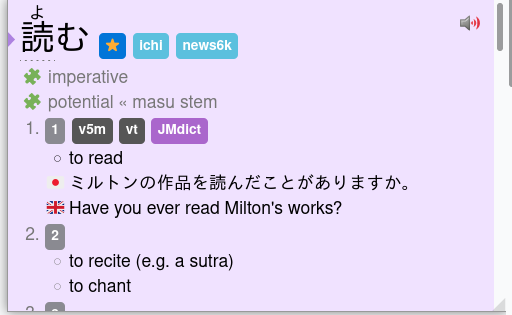 よ
読む ★ ichi news6k
imperative
potential « masu stem
1. 1 v5m vt JMdict
to read
ミルトンの作品を読んだことがありますか。
Have you ever read Milton's works?
2. 2
to recite (e.g. a sutra)
to chant